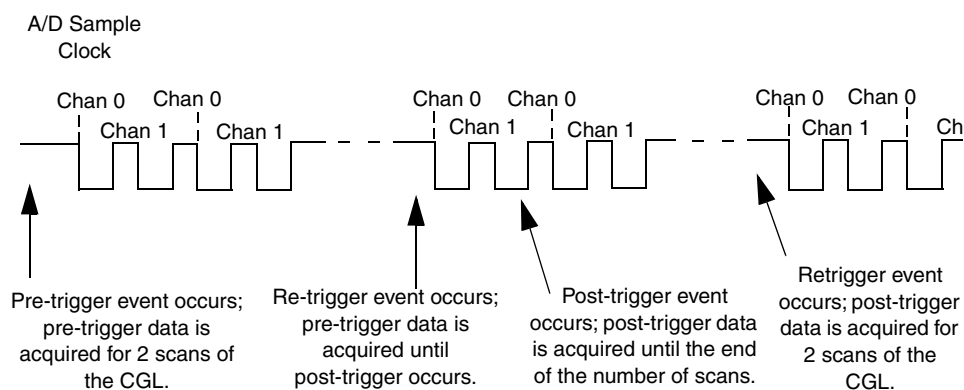 A/D Sample
Clock
Chan 0 Chan 0 Chan 0 Chan 0 Chan 0 Chan 0
Chan 1 Chan 1 Chan 1 Chan 1 Chan 1 Ch
Pre-trigger event occurs;
pre-trigger data is
acquired for 2 scans of
the CGL.
Re-trigger event occurs;
pre-trigger data is
acquired until
post-trigger occurs.
Post-trigger event
occurs; post-trigger data
is acquired until the end
of the number of scans.
Retrigger event
occurs; post-trigger
data is acquired for
2 scans of the
CGL.